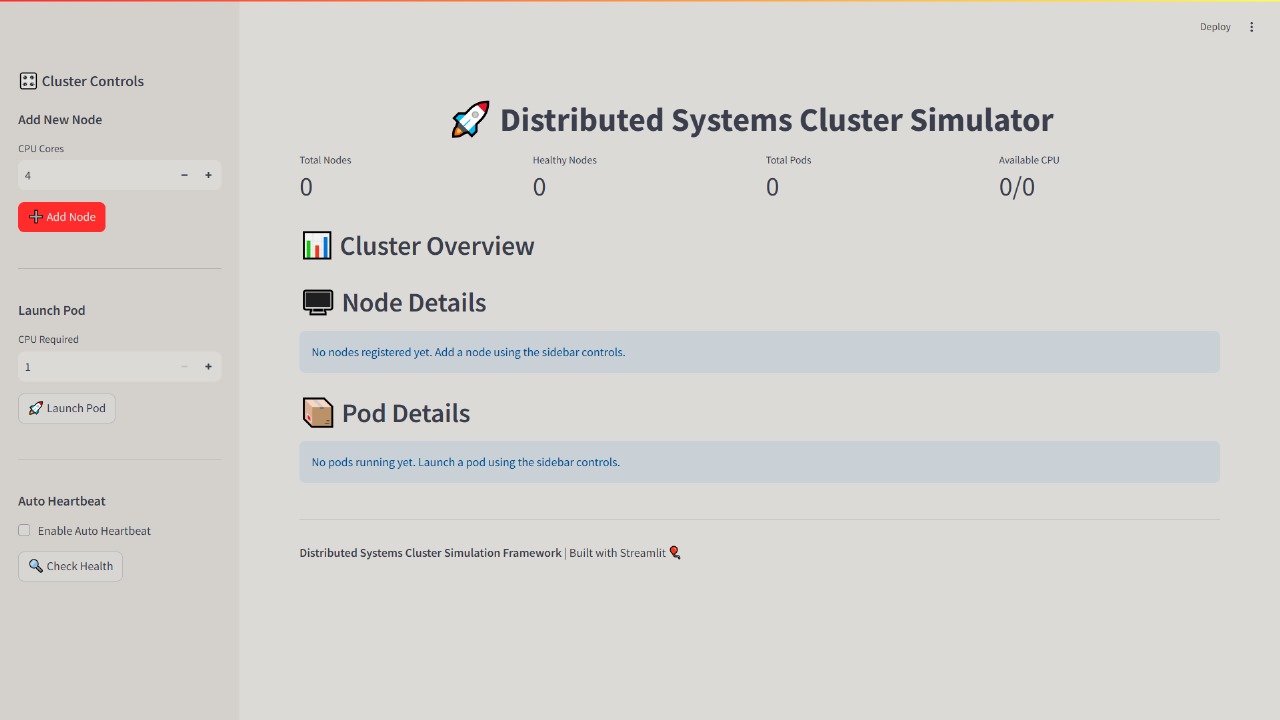 Deploy
Cluster Controls
Add New Node
CPU Cores
4
Add Node
Launch Pod
CPU Required
1
Launch Pod
Auto Heartbeat
Enable Auto Heartbeat
Check Health
Distributed Systems Cluster Simulator
Total Nodes
0
Healthy Nodes
0
Total Pods
0
Available CPU
0/0
Cluster Overview
Node Details
No nodes registered yet. Add a node using the sidebar controls.
Pod Details
No pods running yet. Launch a pod using the sidebar controls.
Distributed Systems Cluster Simulation Framework | Built with Streamlit